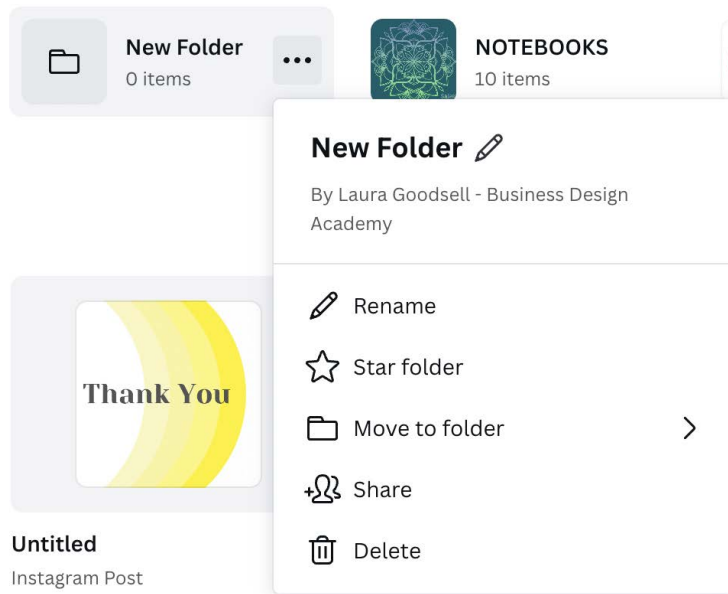 New Folder
0 items
NOTEBOOKS
10 items
New Folder
By Laura Goodsell - Business Design
Academy
Rename
Star folder
Move to folder
Share
Delete
Thank You
Untitled
Instagram Post